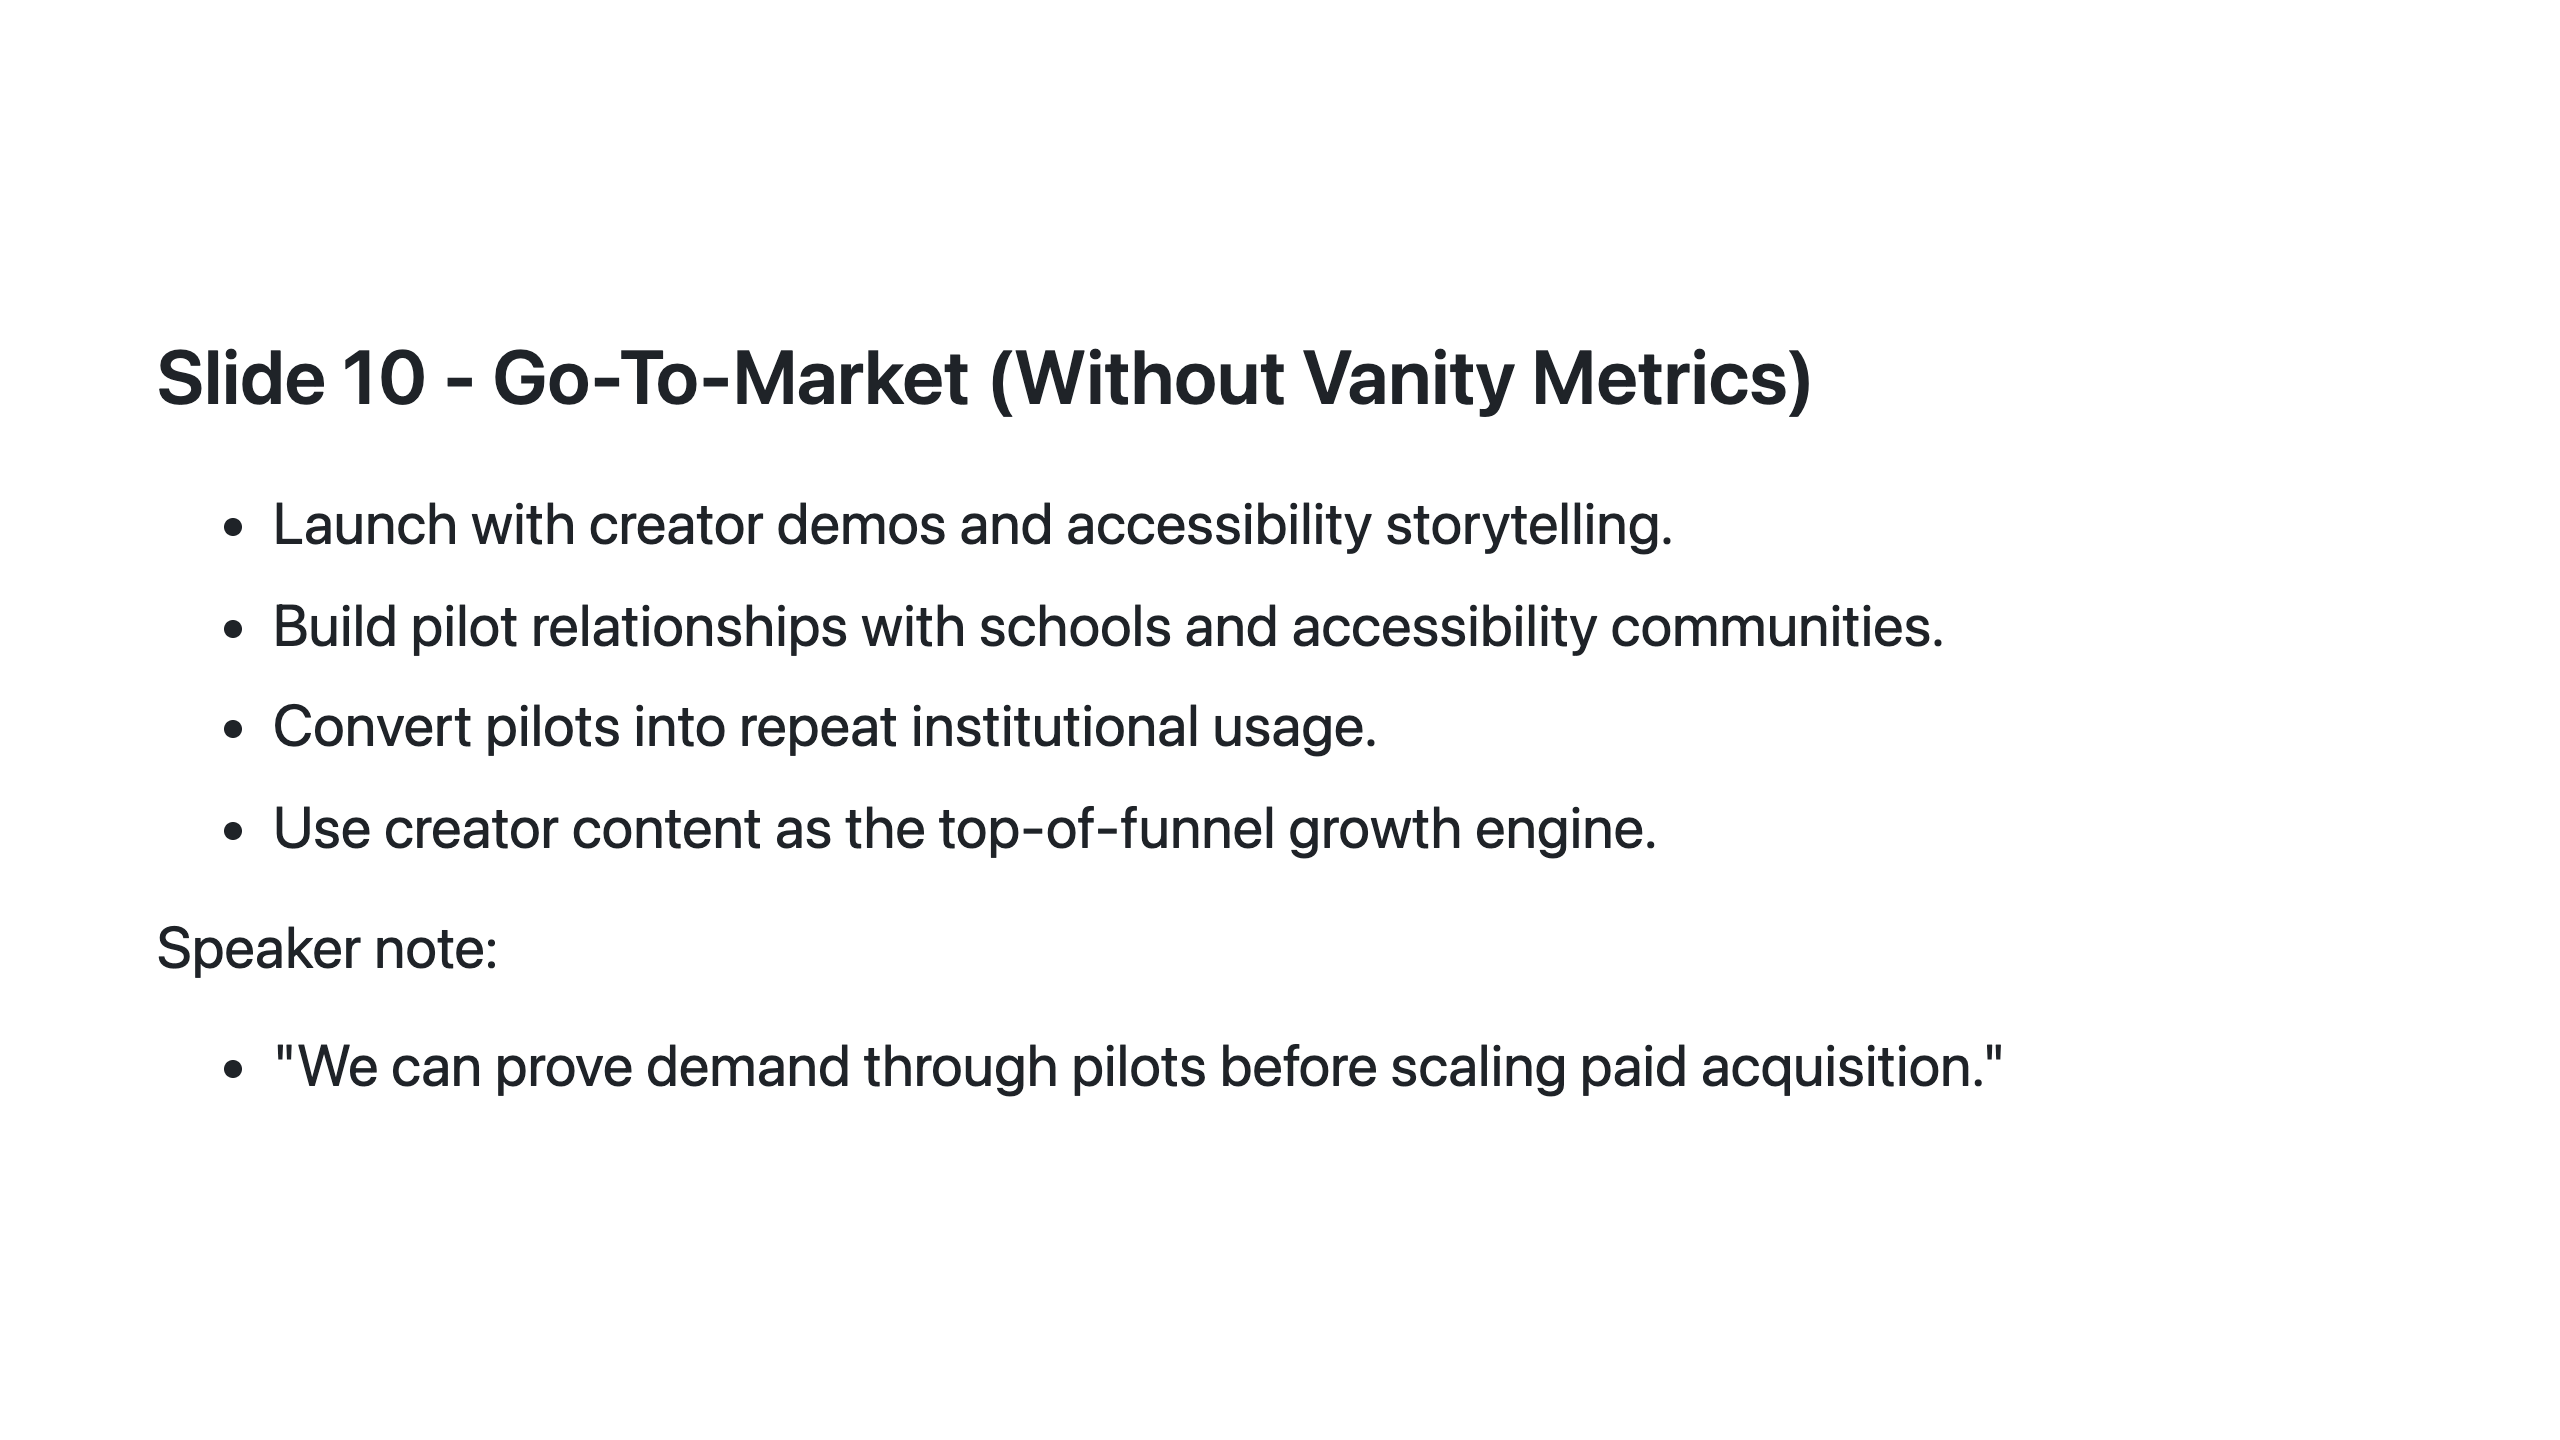 Slide 10 - Go-To-Market (Without Vanity Metrics)
• Launch with creator demos and accessibility storytelling.
• Build pilot relationships with schools and accessibility communities.
• Convert pilots into repeat institutional usage.
• Use creator content as the top-of-funnel growth engine.
Speaker note:
• "We can prove demand through pilots before scaling paid acquisition."